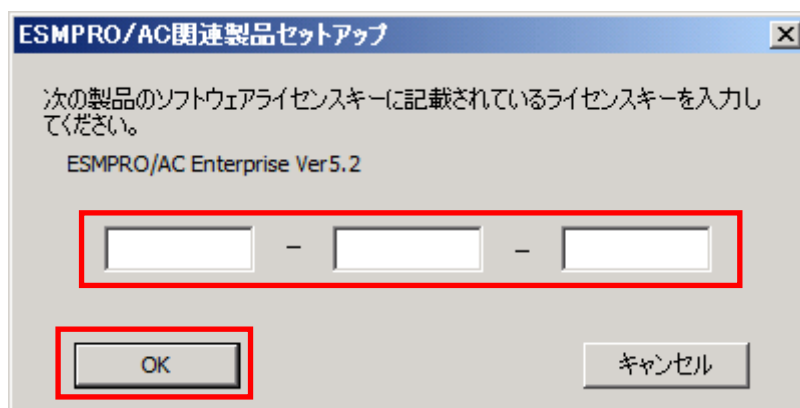 ESMPRO/AC関連製品セットアップ
次の製品のソフトウェアライセンスキーに記載されているライセンスキーを入力し
てください。
ESMPRO/AC Enterprise Ver5.2
– –
OK キャンセル